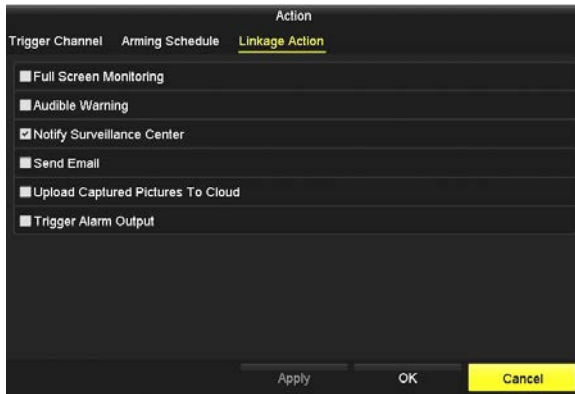 Action
Trigger Channel Arming Schedule Linkage Action
Full Screen Monitoring
Audible Warning
Notify Surveillance Center
Send Email
Upload Captured Pictures To Cloud
Trigger Alarm Output
Apply OK Cancel